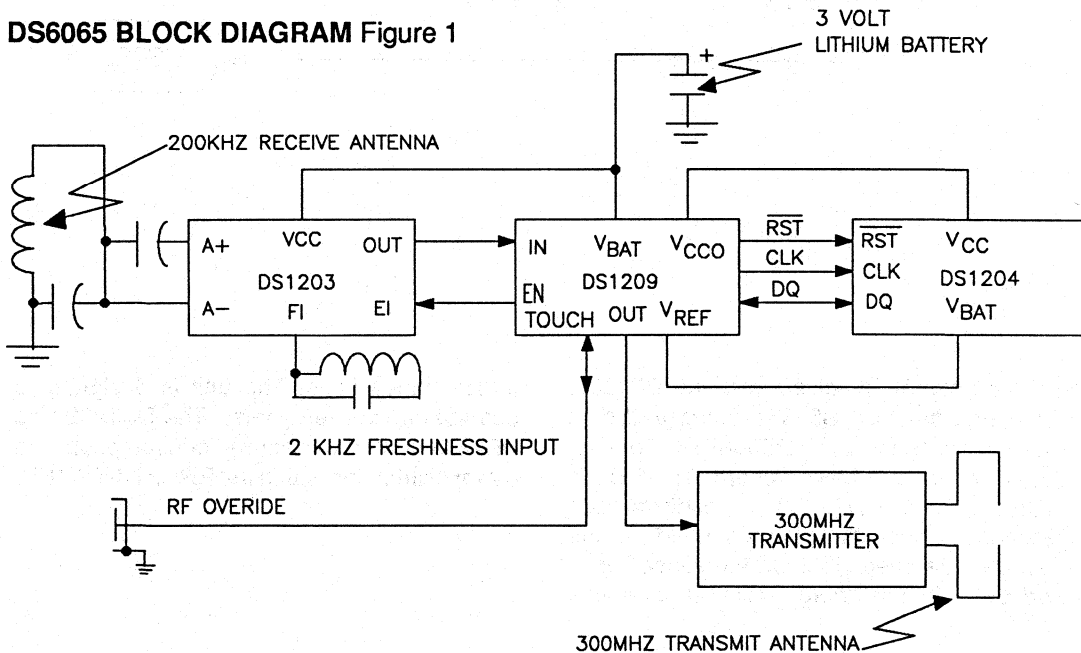 DS6065 BLOCK DIAGRAM Figure 1
3 VOLT
LITHIUM BATTERY
200KHZ RECEIVE ANTENNA
A+
VCC
OUT
DS1203
A−
FI
EI
IN
VBAT
VCCO
DS1209
EN
TOUCH
OUT
VREF
RST
CLK
DQ
RST
VCC
CLK
DS1204
DQ
VBAT
2 KHZ FRESHNESS INPUT
RF OVERIDE
300MHZ
TRANSMITTER
300MHZ TRANSMIT ANTENNA
+